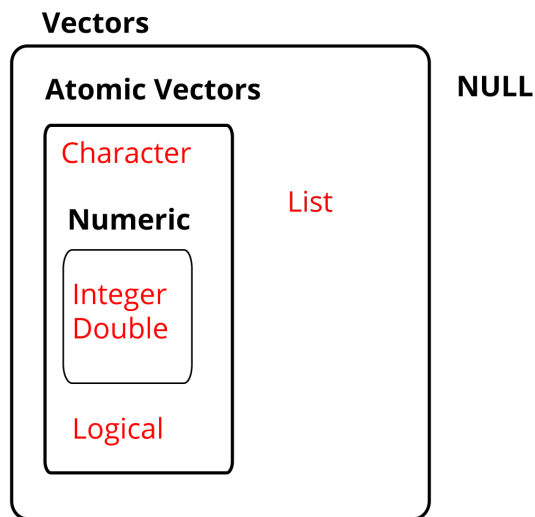 Vectors
Atomic Vectors
NULL
Character
List
Numeric
Integer
Double
Logical